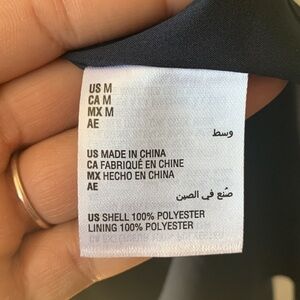 US M
CA M
MX M
AE
وسط
US MADE IN CHINA
CA FABRIQUÉ EN CHINE
MX HECHO EN CHINA
AE
صنع في الصين
US SHELL 100% POLYESTER
LINING 100% POLYESTER